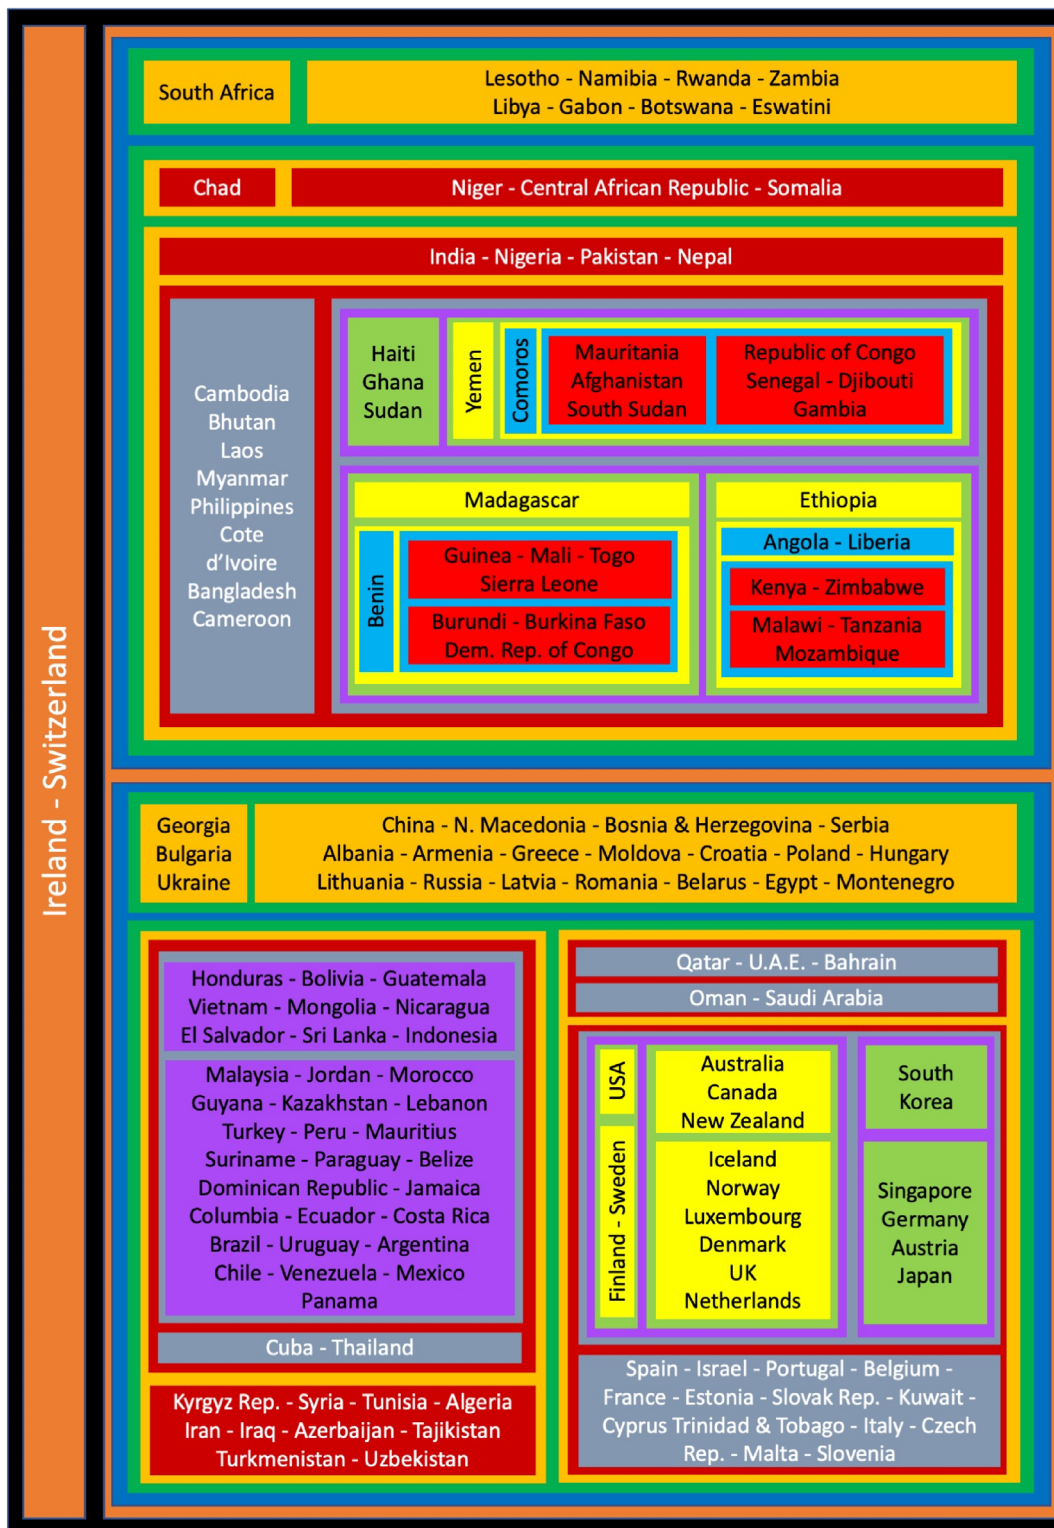 Ireland - Switzerland
South Africa
Lesotho - Namibia - Rwanda - Zambia
Libya - Gabon - Botswana - Eswatini
Chad
Niger - Central African Republic - Somalia
India - Nigeria - Pakistan - Nepal
Cambodia
Bhutan
Laos
Myanmar
Philippines
Cote
d’Ivoire
Bangladesh
Cameroon
Haiti
Ghana
Sudan
Yemen
Comoros
Mauritania
Afghanistan
South Sudan
Republic of Congo
Senegal - Djibouti
Gambia
Madagascar
Benin
Guinea - Mali - Togo
Sierra Leone
Burundi - Burkina Faso
Dem. Rep. of Congo
Ethiopia
Angola - Liberia
Kenya - Zimbabwe
Malawi - Tanzania
Mozambique
Georgia
Bulgaria
Ukraine
China - N. Macedonia - Bosnia & Herzegovina - Serbia
Albania - Armenia - Greece - Moldova - Croatia - Poland - Hungary
Lithuania - Russia - Latvia - Romania - Belarus - Egypt - Montenegro
Honduras - Bolivia - Guatemala
Vietnam - Mongolia - Nicaragua
El Salvador - Sri Lanka - Indonesia
Malaysia - Jordan - Morocco
Guyana - Kazakhstan - Lebanon
Turkey - Peru - Mauritius
Suriname - Paraguay - Belize
Dominican Republic - Jamaica
Columbia - Ecuador - Costa Rica
Brazil - Uruguay - Argentina
Chile - Venezuela - Mexico
Panama
Cuba - Thailand
Kyrgyz Rep. - Syria - Tunisia - Algeria
Iran - Iraq - Azerbaijan - Tajikistan
Turkmenistan - Uzbekistan
Qatar - U.A.E. - Bahrain
Oman - Saudi Arabia
USA
Finland - Sweden
Australia
Canada
New Zealand
Iceland
Norway
Luxembourg
Denmark
UK
Netherlands
South
Korea
Singapore
Germany
Austria
Japan
Spain - Israel - Portugal - Belgium -
France - Estonia - Slovak Rep. - Kuwait -
Cyprus Trinidad & Tobago - Italy - Czech
Rep. - Malta - Slovenia